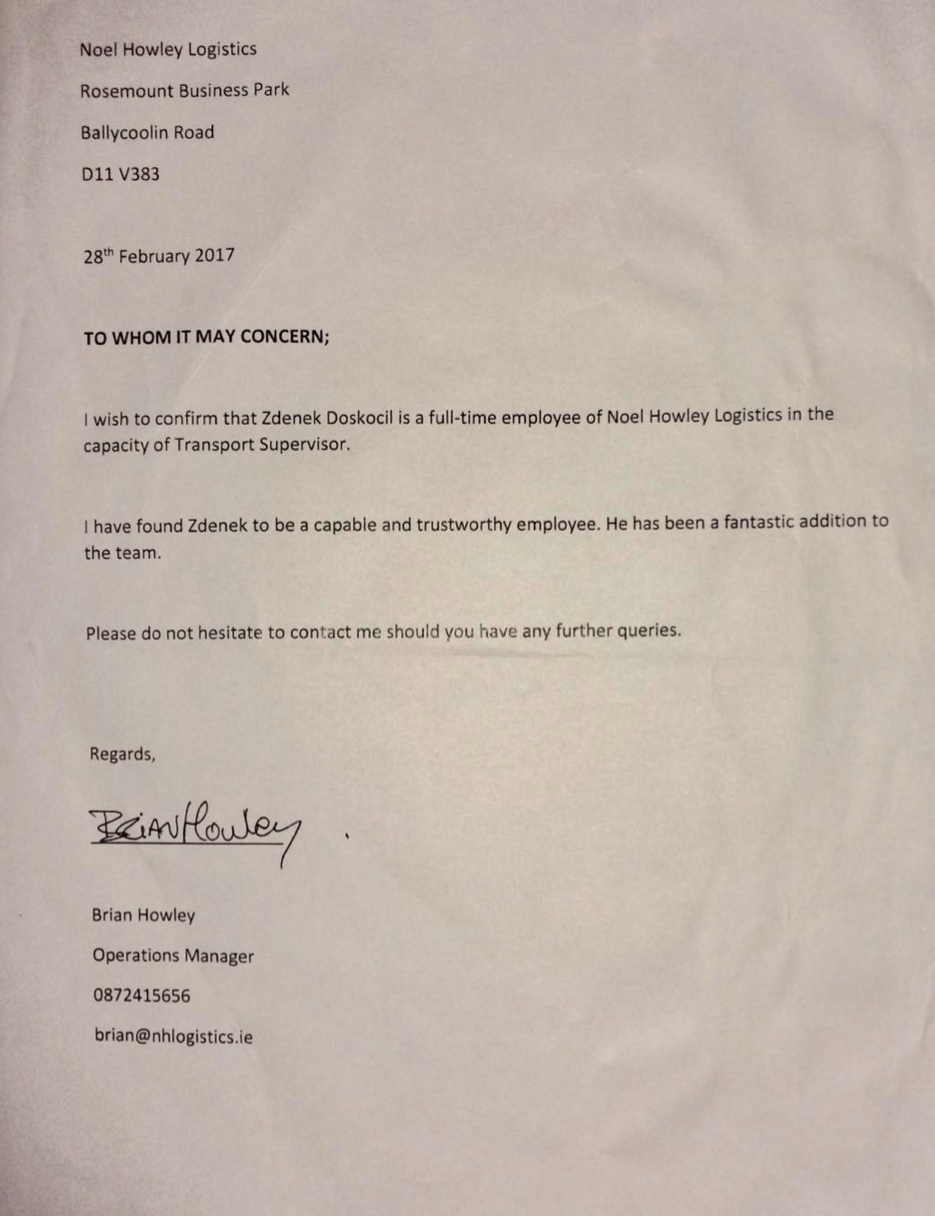 Noel Howley Logistics
Rosemount Business Park
Ballycoolin Road
D11 V383
28th February 2017
TO WHOM IT MAY CONCERN;
I wish to confirm that Zdenek Doskocil is a full-time employee of Noel Howley Logistics in the
capacity of Transport Supervisor.
I have found Zdenek to be a capable and trustworthy employee. He has been a fantastic addition to
the team.
Please do not hesitate to contact me should you have any further queries.
Regards,
Brian Howley
Brian Howley
Operations Manager
0872415656
brian@nhlogistics.ie